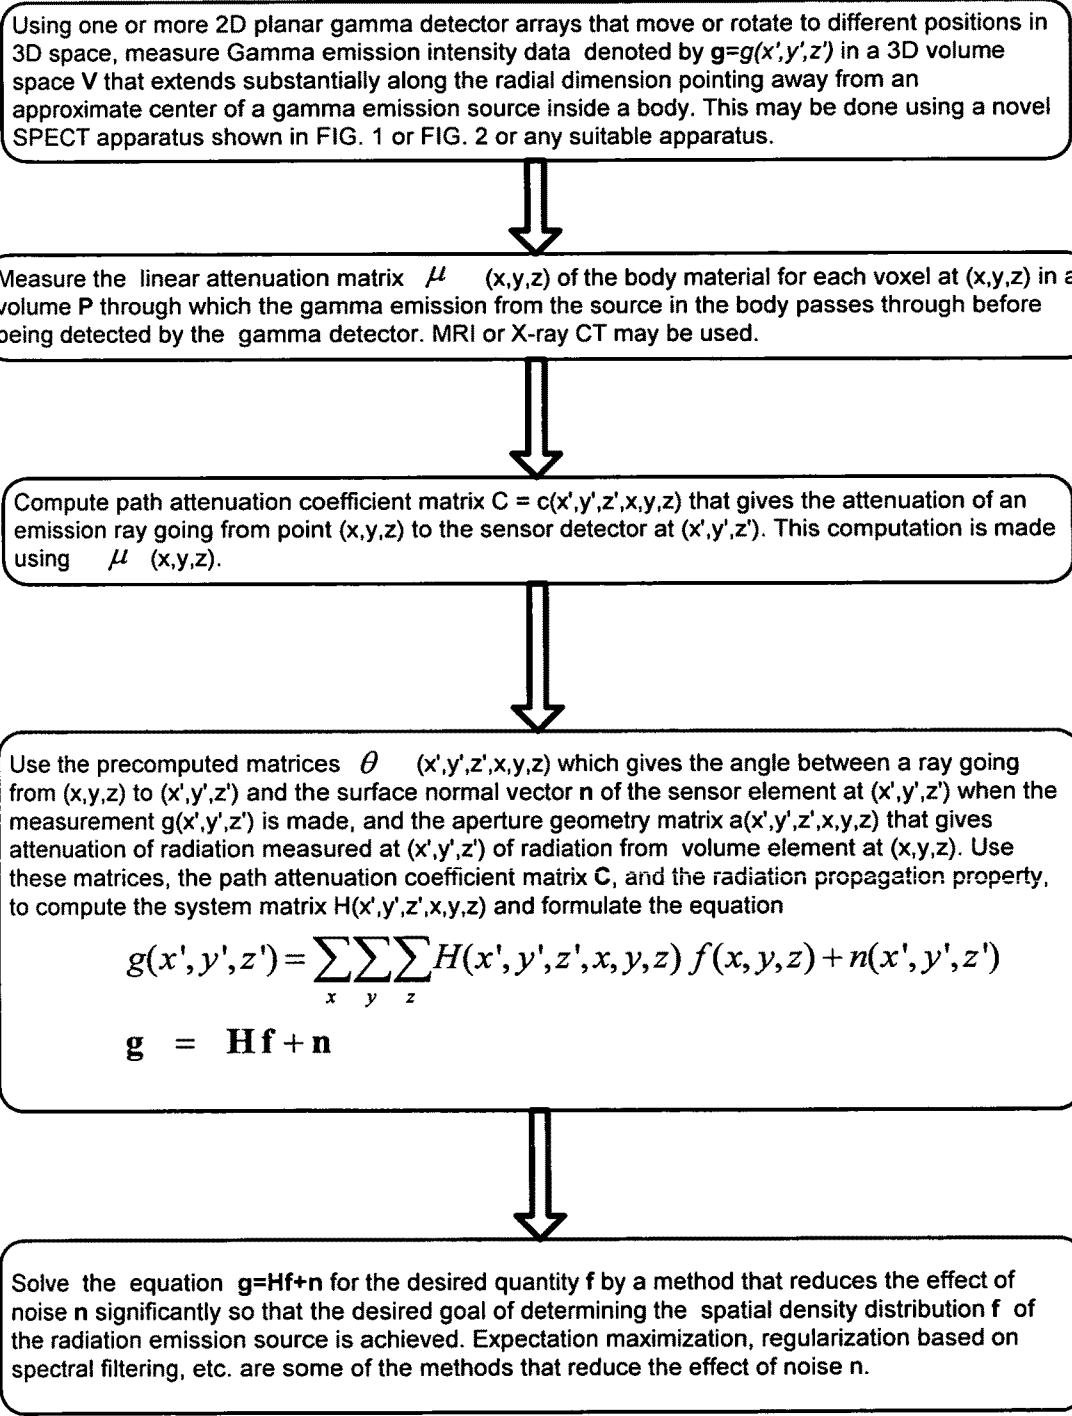 Using one or more 2D planar gamma detector arrays that move or rotate to different positions in
3D space, measure Gamma emission intensity data denoted by g=g(x',y',z') in a 3D volume
space V that extends substantially along the radial dimension pointing away from an
approximate center of a gamma emission source inside a body. This may be done using a novel
SPECT apparatus shown in FIG. 1 or FIG. 2 or any suitable apparatus.
Measure the linear attenuation matrix μ (x,y,z) of the body material for each voxel at (x,y,z) in a
volume P through which the gamma emission from the source in the body passes through before
being detected by the gamma detector. MRI or X-ray CT may be used.
Compute path attenuation coefficient matrix C = c(x',y',z',x,y,z) that gives the attenuation of an
emission ray going from point (x,y,z) to the sensor detector at (x',y',z'). This computation is made
using μ (x,y,z).
Use the precomputed matrices θ (x',y',z',x,y,z) which gives the angle between a ray going
from (x,y,z) to (x',y',z') and the surface normal vector n of the sensor element at (x',y',z') when the
measurement g(x',y',z') is made, and the aperture geometry matrix a(x',y',z',x,y,z) that gives
attenuation of radiation measured at (x',y',z') of radiation from volume element at (x,y,z). Use
these matrices, the path attenuation coefficient matrix C, and the radiation propagation property,
to compute the system matrix H(x',y',z',x,y,z) and formulate the equation
g(x',y',z') = ∑∑∑H(x',y',z',x,y,z) f(x,y,z) + n(x',y',z')
x y z
g = Hf + n
Solve the equation g=Hf+n for the desired quantity f by a method that reduces the effect of
noise n significantly so that the desired goal of determining the spatial density distribution f of
the radiation emission source is achieved. Expectation maximization, regularization based on
spectral filtering, etc. are some of the methods that reduce the effect of noise n.